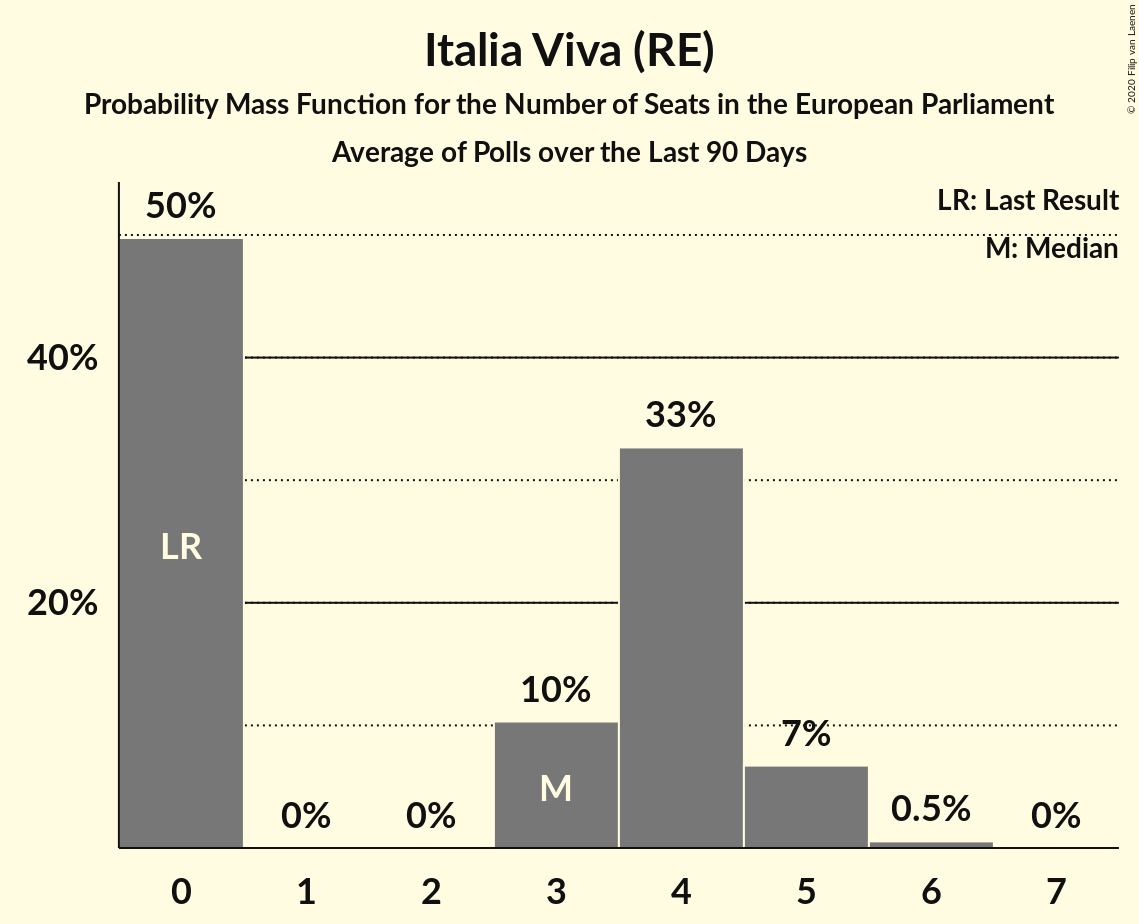 Italia Viva (RE)
Probability Mass Function for the Number of Seats in the European Parliament
Average of Polls over the Last 90 Days
© 2020 Filip van Laenen
LR: Last Result
M: Median
50%
40%
33%
LR
20%
10%
7%
M
0%
0%
0.5%
0%
0 1 2 3 4 5 6 7